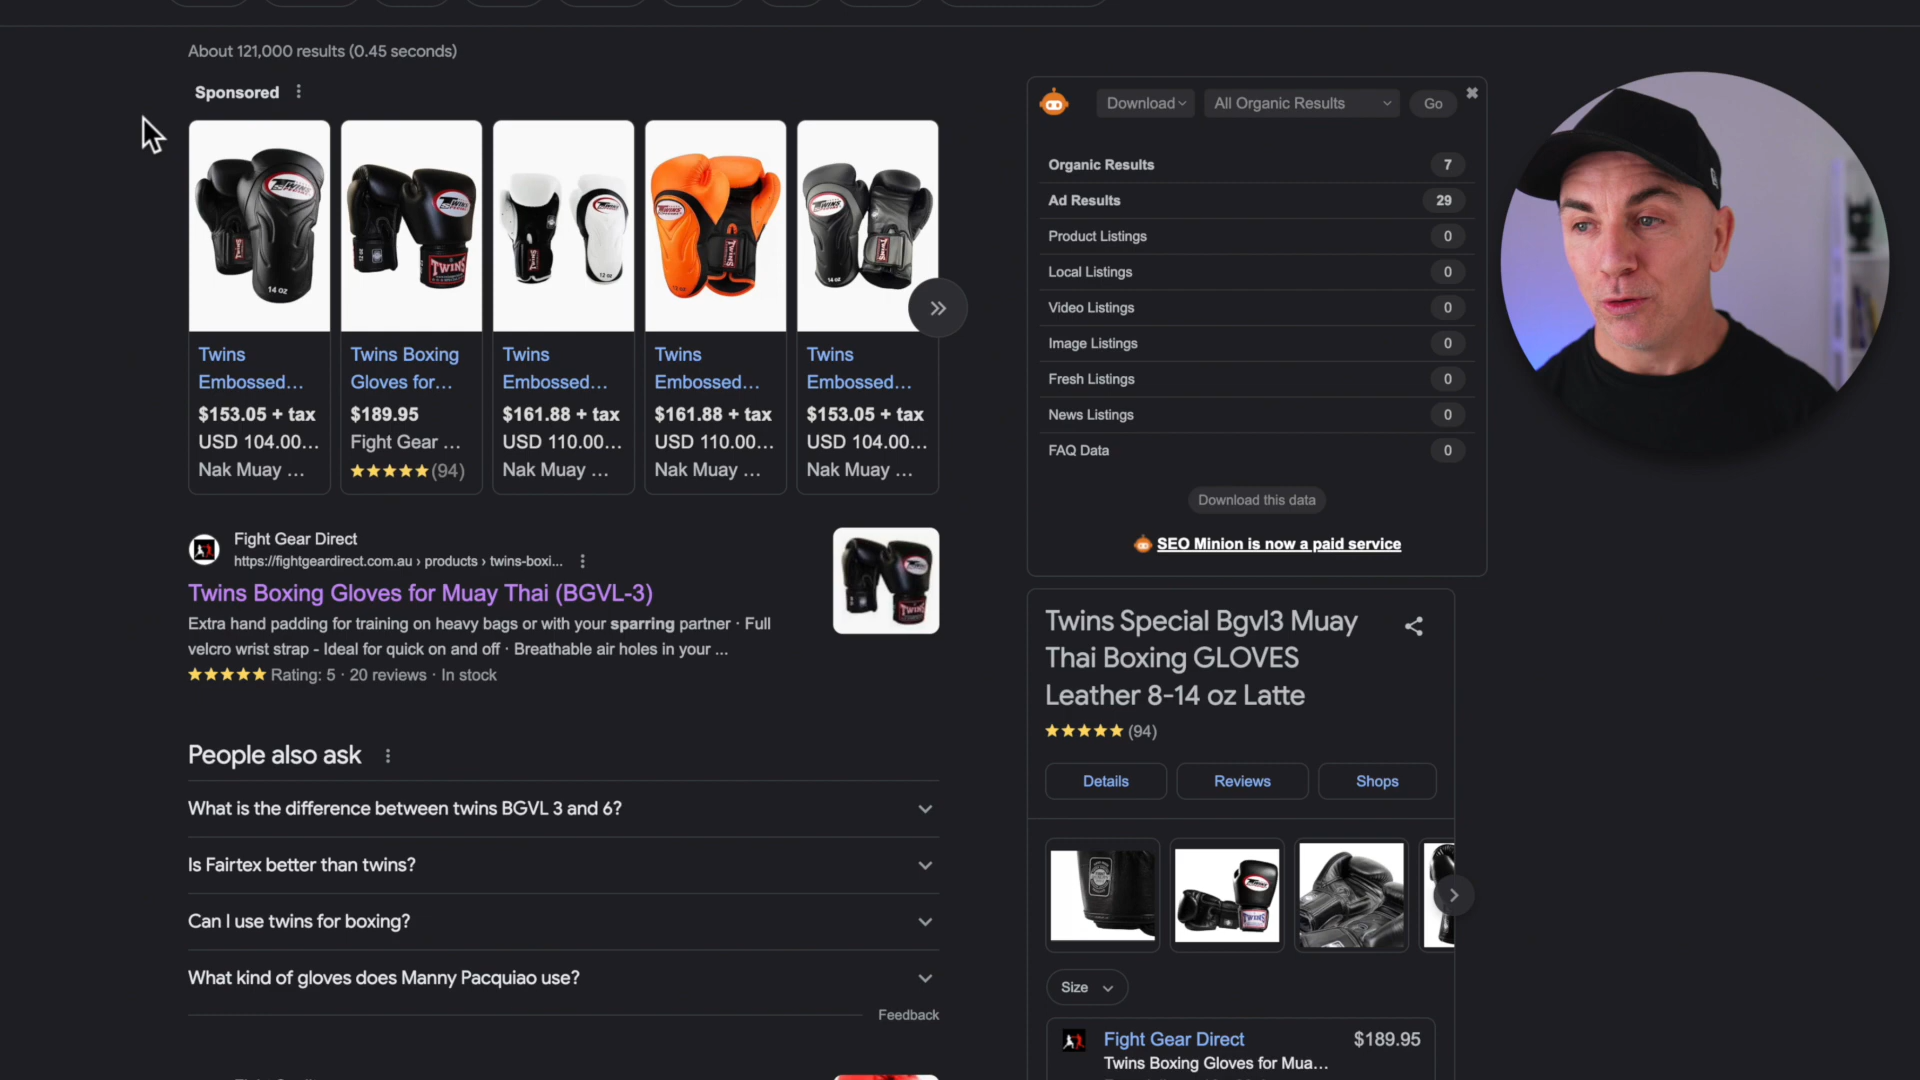 About 121,000 results (0.45 seconds)
Sponsored
TWINS
14 oz
TWINS
TWINS
12 oz
TWINS
TWINS
14 oz
Twins
Embossed...
$153.05 + tax
USD 104.00...
Nak Muay ...
Twins Boxing
Gloves for...
$189.95
Fight Gear ...
(94)
Twins
Embossed...
$161.88 + tax
USD 110.00...
Nak Muay ...
Twins
Embossed...
$161.88 + tax
USD 110.00...
Nak Muay ...
Twins
Embossed...
$153.05 + tax
USD 104.00...
Nak Muay ...
Fight Gear Direct
https://fightgeardirect.com.au › products › twins-boxi...
Twins Boxing Gloves for Muay Thai (BGVL-3)
Extra hand padding for training on heavy bags or with your sparring partner · Full
velcro wrist strap - Ideal for quick on and off · Breathable air holes in your ...
Rating: 5 · 20 reviews · In stock
People also ask
What is the difference between twins BGVL 3 and 6?
Is Fairtex better than twins?
Can I use twins for boxing?
What kind of gloves does Manny Pacquiao use?
Feedback
Download
All Organic Results
Go
Organic Results 7
Ad Results 29
Product Listings 0
Local Listings 0
Video Listings 0
Image Listings 0
Fresh Listings 0
News Listings 0
FAQ Data 0
Download this data
SEO Minion is now a paid service
Twins Special Bgvl3 Muay
Thai Boxing GLOVES
Leather 8-14 oz Latte
(94)
Details
Reviews
Shops
Size
Fight Gear Direct
$189.95
Twins Boxing Gloves for Mua...